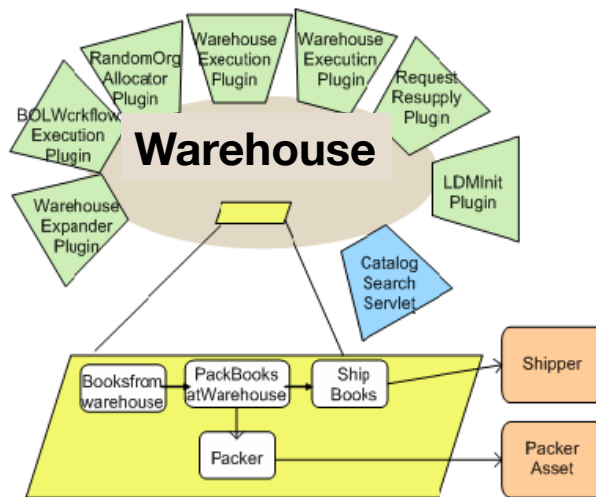 Warehouse
Execution
Plugin
Warehouse
Execution
Plugin
RandomOrg
Allocator
Plugin
Request
Resupply
Plugin
BOLWorkflow
Execution
Plugin
Warehouse
LDMInit
Plugin
Warehouse
Expander
Plugin
Catalog
Search
Servlet
Booksfrom
warehouse
PackBooks
atWarehouse
Ship
Books
Shipper
Packer
Packer
Asset